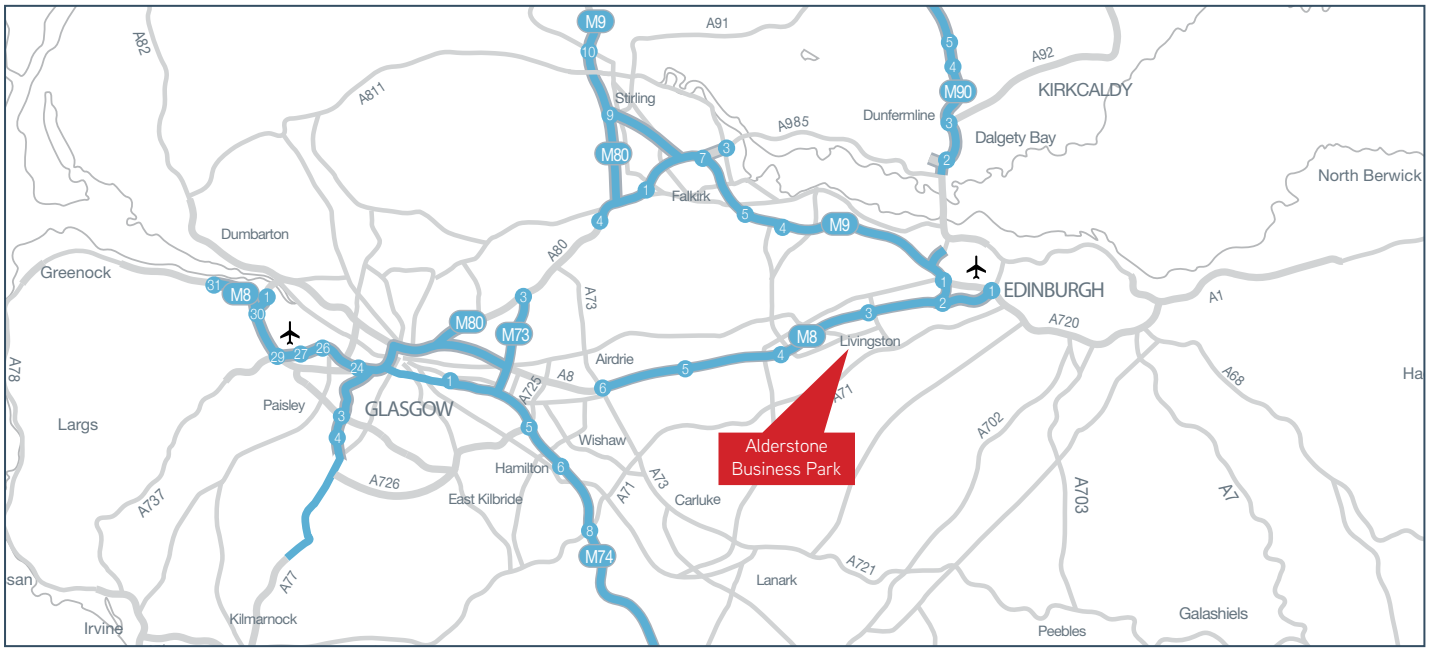 M9
A91
5
A82
10
4
A92
M90
KIRKCALDY
A811
Stirling
9
Dunfermline
3
A985
Dalgety Bay
M80
7
3
2
1
Falkirk
North Berwick
4
5
4
M9
Dumbarton
A80
Greenock
31
M8
1
30
3
A73
1
EDINBURGH
1
2
A1
M80
M73
3
A720
29
27
26
24
M8
Livingston
4
Airdrie
5
A78
A8
6
A725
1
A71
A68
Ha
Paisley
GLASGOW
3
Largs
4
5
Wishaw
Alderstone
Business Park
A702
Hamilton
6
A726
A73
A71
East Kilbride
Carluke
A737
A703
A7
8
M74
A721
Lanark
san
A77
Kilmarnock
Irvine
Galashiels
Peebles